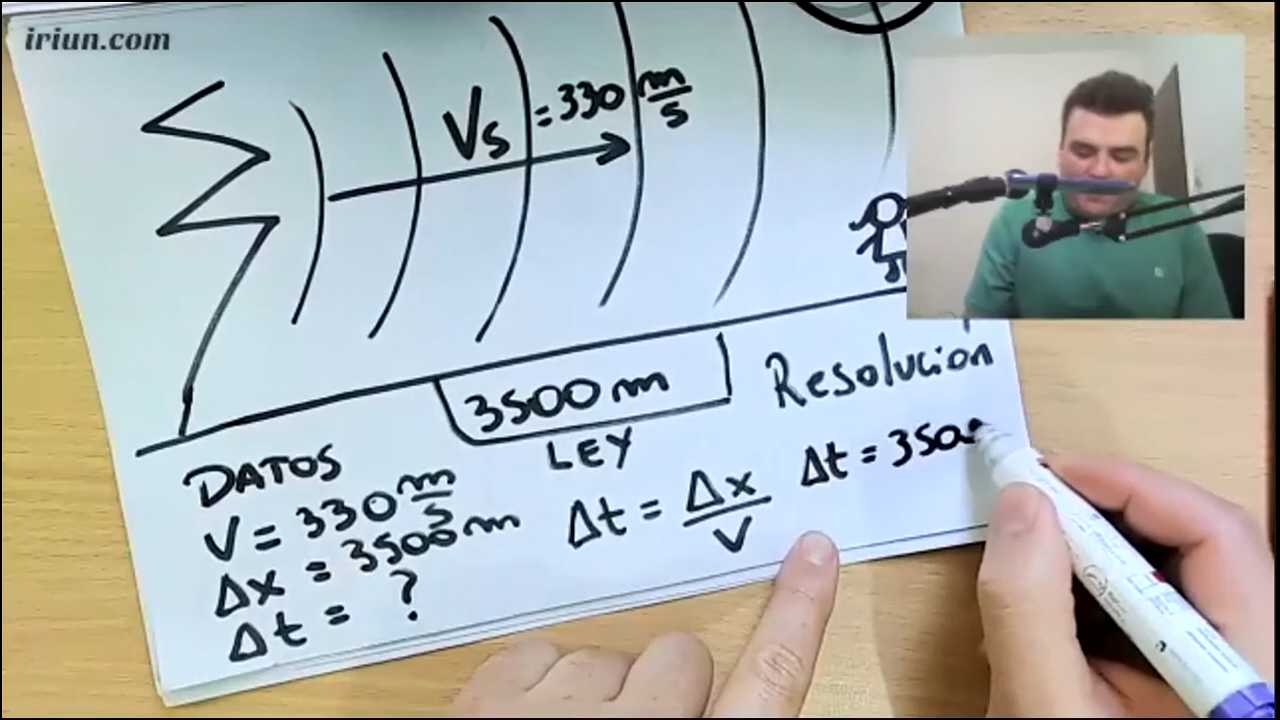 iriun.com
Vs = 330 m/s
3500 m
DATOS
V = 330 m/s
Δx = 3500 m
Δt = ?
LEY
Δt = Δx/V
Resolución
Δt = 350